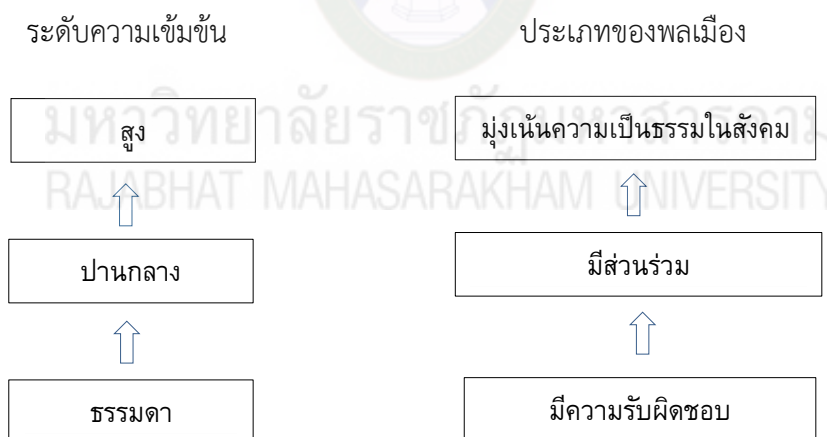 ระดับความเข้มข้น ประเภทของพลเมือง
สูง มุ่งเน้นความเป็นธรรมในสังคม
มหาวิทยาลัยราชภัฏมหาสารคาม
RAJABHAT MAHASARAKHAM UNIVERSITY
ปานกลาง มีส่วนร่วม
ธรรมดา มีความรับผิดชอบ